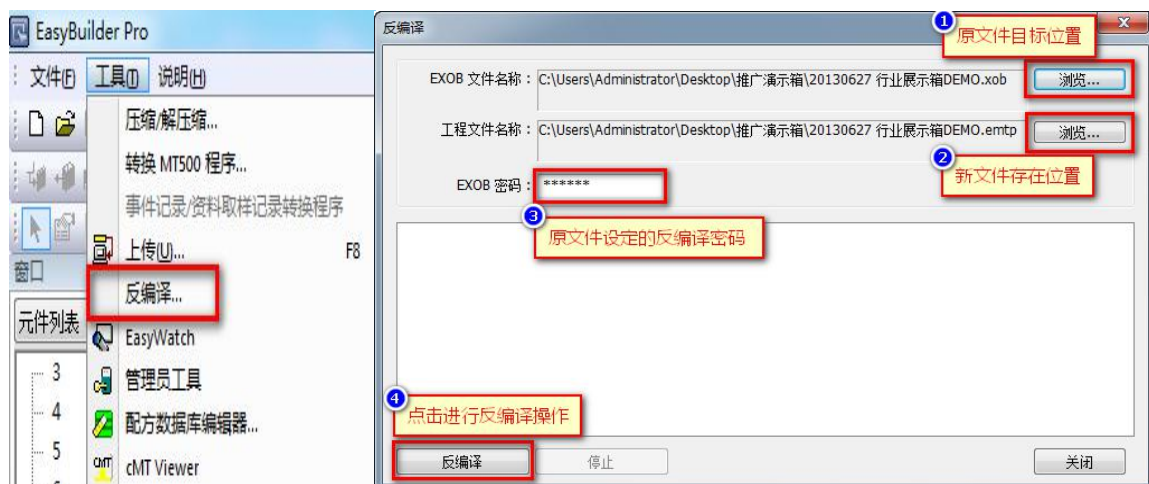 EasyBuilder Pro
文件(F) 工具(T) 说明(H)
压缩/解压缩...
转换 MT500 程序...
事件记录/资料取样记录转换程序
上传(U)... F8
窗口
反编译...
元件列表
EasyWatch
3
管理员工具
4
配方数据库编辑器...
5
cMT Viewer
反编译
1
原文件目标位置
EXOB 文件名称：
C:\Users\Administrator\Desktop\推广演示箱\20130627 行业展示箱DEMO.xob
浏览...
工程文件名称：
C:\Users\Administrator\Desktop\推广演示箱\20130627 行业展示箱DEMO.emtp
浏览...
2
新文件存在位置
EXOB 密码：
******
3
原文件设定的反编译密码
4
点击进行反编译操作
反编译
停止
关闭